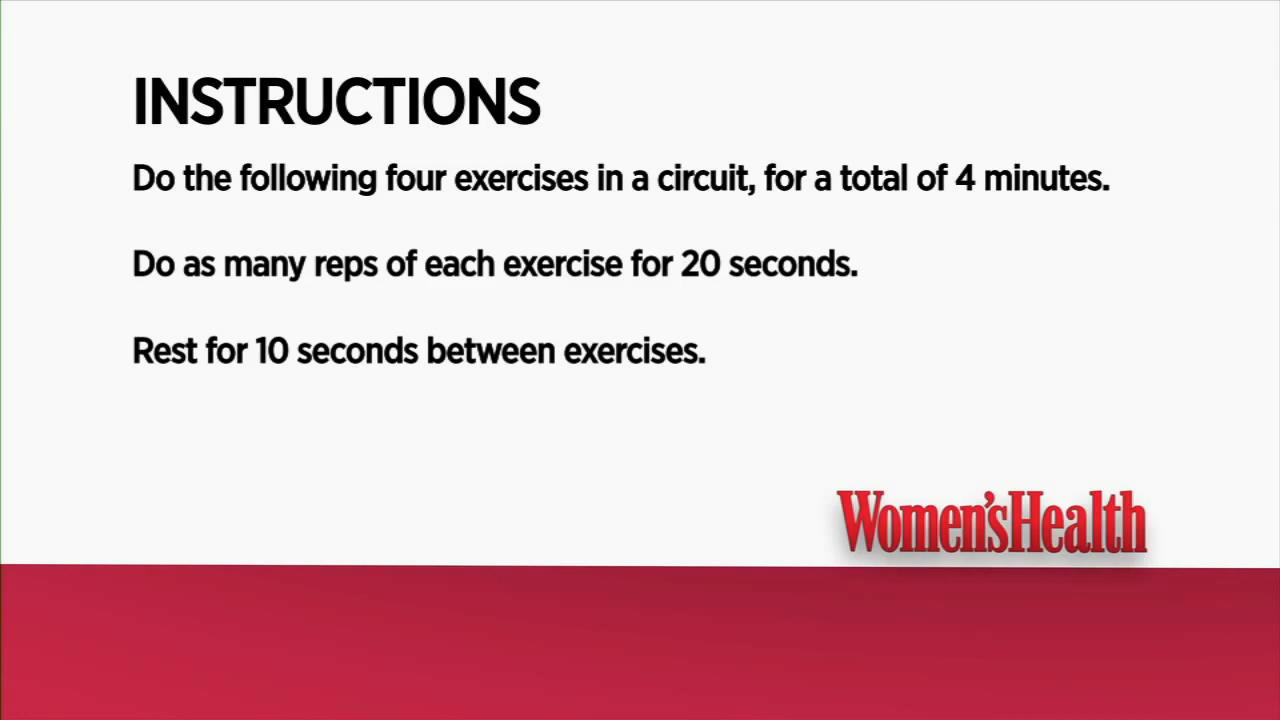 INSTRUCTIONS
Do the following four exercises in a circuit, for a total of 4 minutes.
Do as many reps of each exercise for 20 seconds.
Rest for 10 seconds between exercises.
Women'sHealth